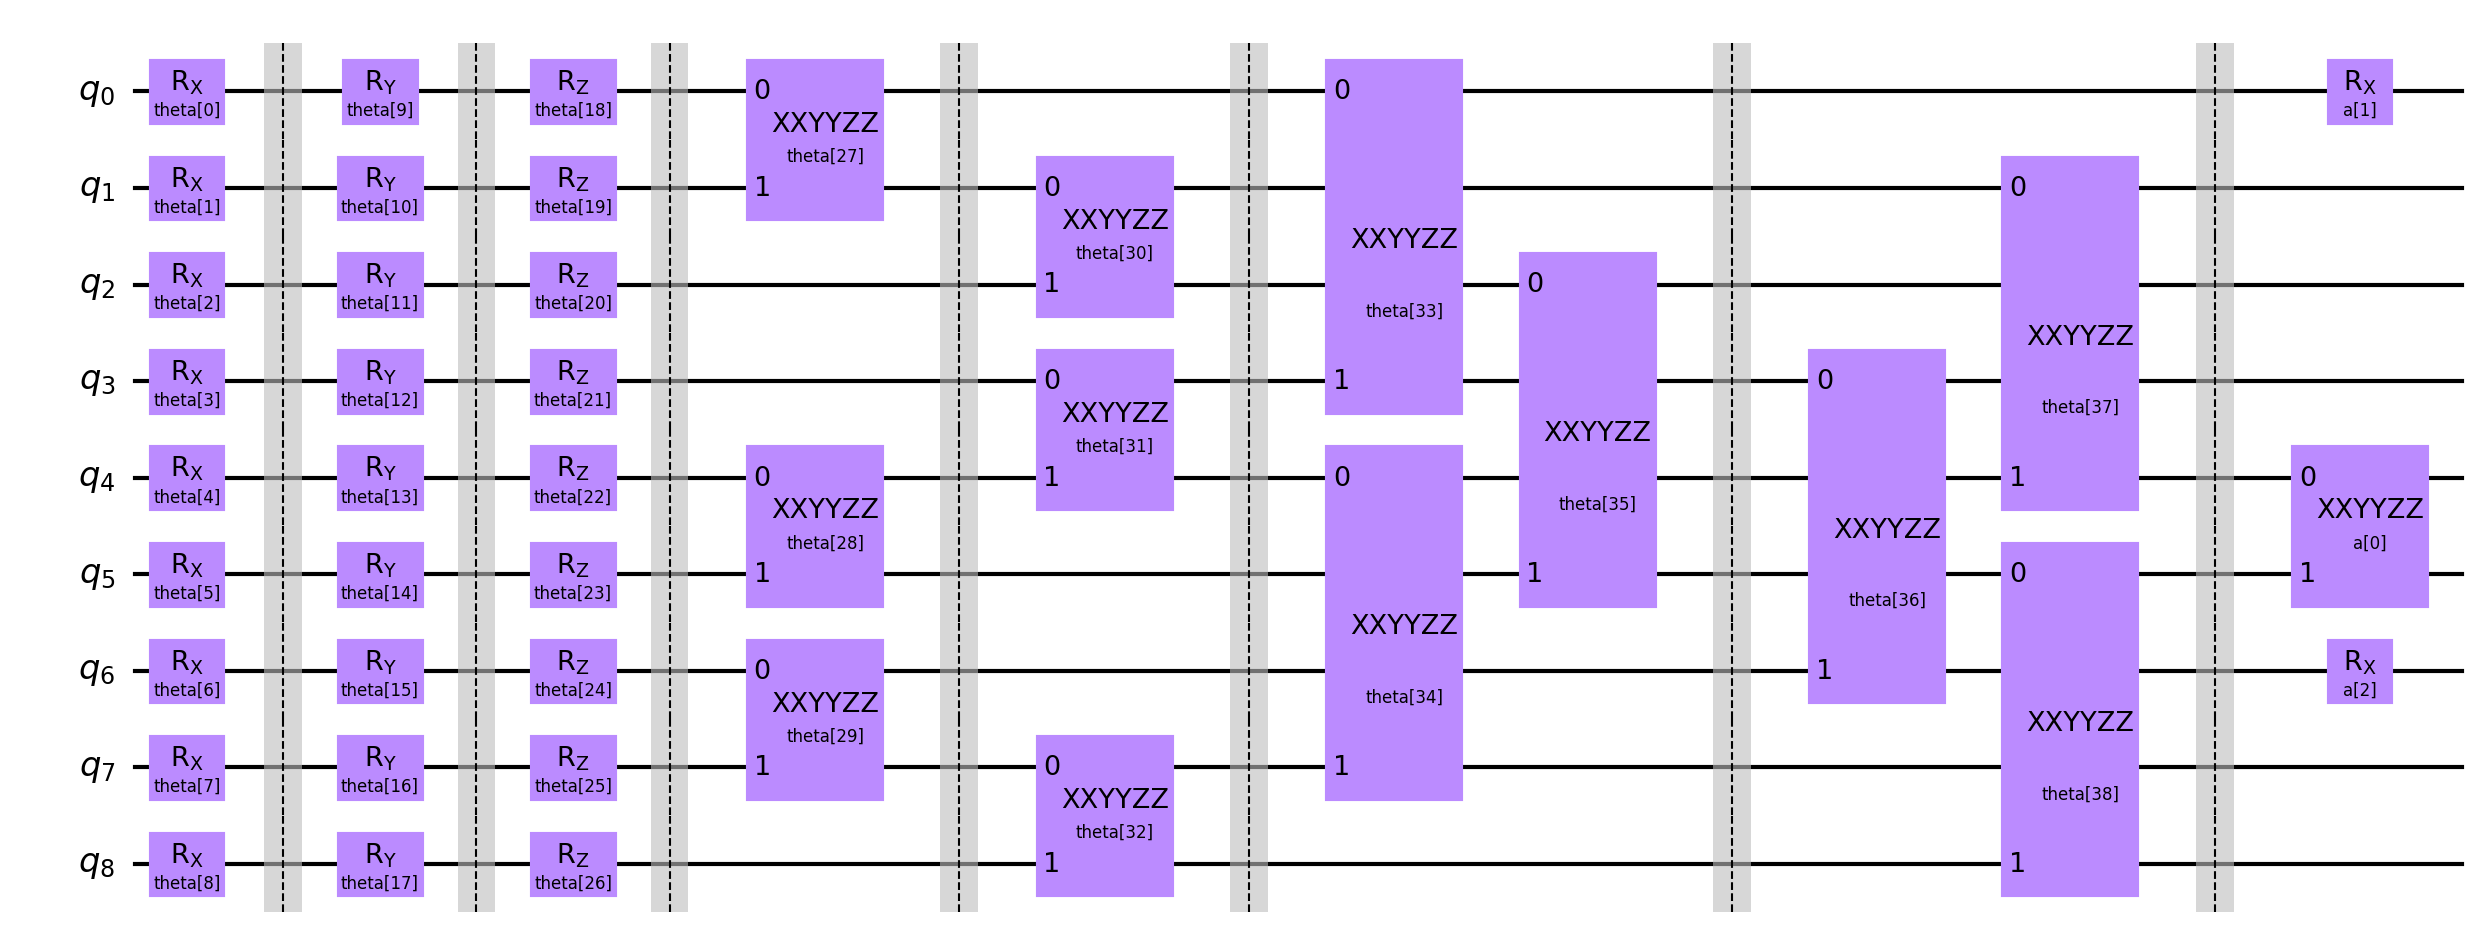 q0 RX theta[0] RY theta[9] RZ theta[18] 0 XXYYZZ theta[27] 1 0 XXYYZZ theta[33] 1 RX a[1]
q1 RX theta[1] RY theta[10] RZ theta[19] 0 XXYYZZ theta[30] 1 0 XXYYZZ theta[37] 1
q2 RX theta[2] RY theta[11] RZ theta[20] 0 XXYYZZ theta[35] 1
q3 RX theta[3] RY theta[12] RZ theta[21] 0 XXYYZZ theta[31] 1 0 XXYYZZ theta[36] 1
q4 RX theta[4] RY theta[13] RZ theta[22] 0 XXYYZZ theta[28] 1 0 XXYYZZ theta[34] 1 0 XXYYZZ a[0] 1
q5 RX theta[5] RY theta[14] RZ theta[23] 0 XXYYZZ theta[38] 1
q6 RX theta[6] RY theta[15] RZ theta[24] 0 XXYYZZ theta[29] 1 RX a[2]
q7 RX theta[7] RY theta[16] RZ theta[25] 0 XXYYZZ theta[32] 1
q8 RX theta[8] RY theta[17] RZ theta[26]